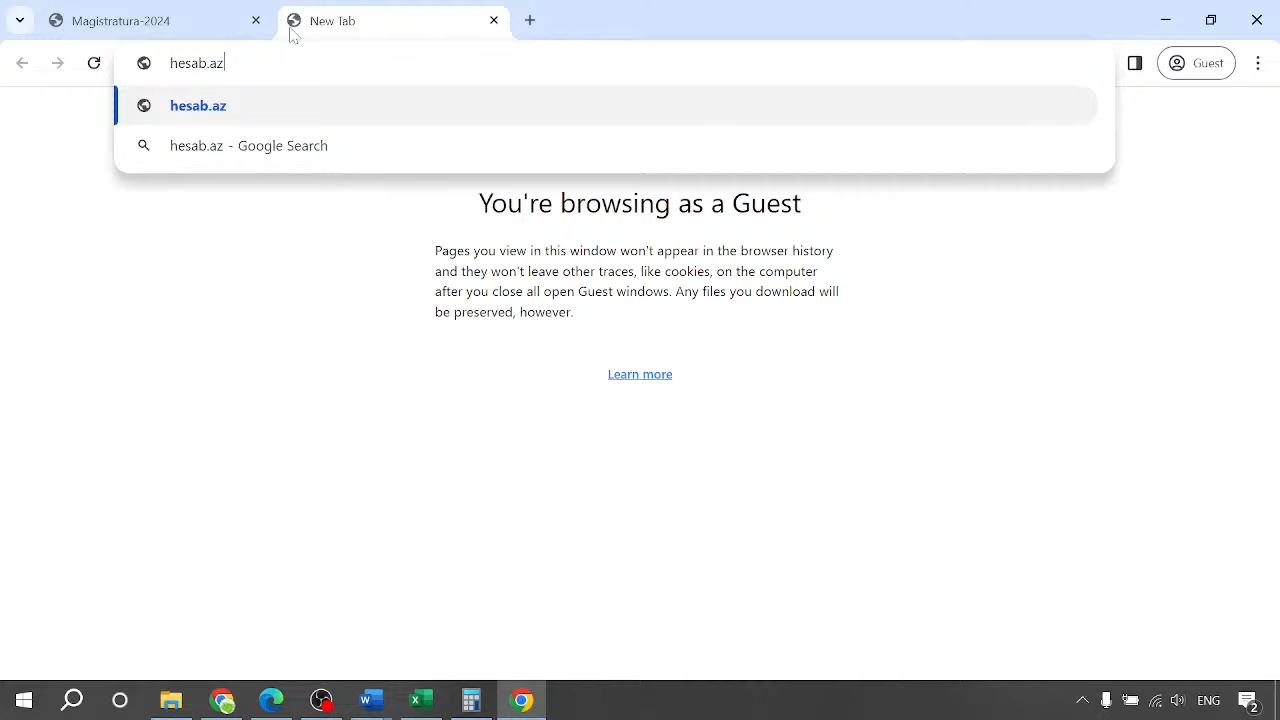 Magistratura-2024
New Tab
hesab.az
Guest
hesab.az
hesab.az - Google Search
You're browsing as a Guest
Pages you view in this window won't appear in the browser history
and they won't leave other traces, like cookies, on the computer
after you close all open Guest windows. Any files you download will
be preserved, however.
Learn more
ENG
2